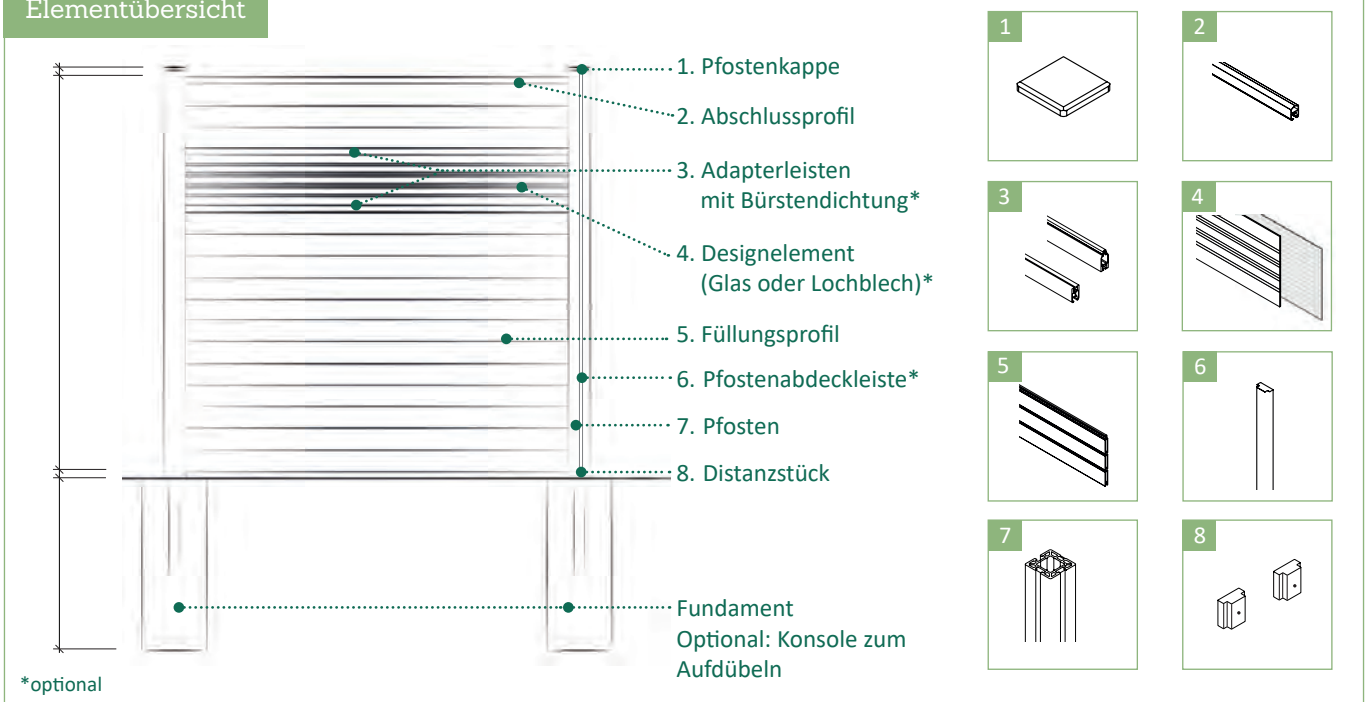 Elementübersicht
1. Pfostenkappe
2. Abschlussprofil
3. Adapterleisten
mit Bürstendichtung*
4. Designelement
(Glas oder Lochblech)*
5. Füllungsprofil
6. Pfostenabdeckleiste*
7. Pfosten
8. Distanzstück
Fundament
Optional: Konsole zum
Aufdübeln
*optional
1
2
3
4
5
6
7
8